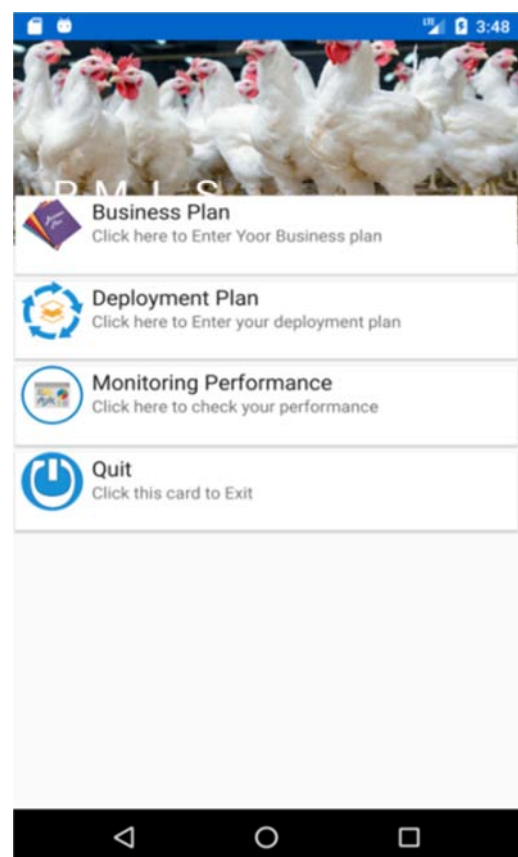 LTE 3:48
P M I S
Business Plan
Click here to Enter Yoor Business plan
Deployment Plan
Click here to Enter your deployment plan
Monitoring Performance
Click here to check your performance
Quit
Click this card to Exit